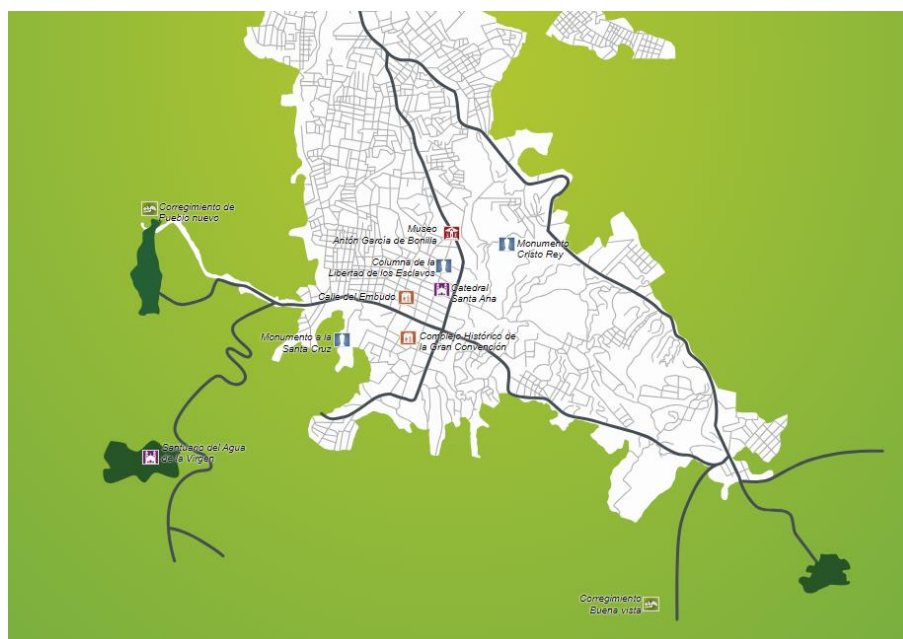 Corregimiento de
Pueblo nuevo
Museo
Antón García de Bonilla
Monumento
Cristo Rey
Columna de la
Libertad de los Esclavos
Catedral
Santa Ana
Calle del Embudo
Monumento a la
Santa Cruz
Complejo Histórico de
la Gran Convención
Santuario del Agua
de la Virgen
Corregimiento
Buena vista